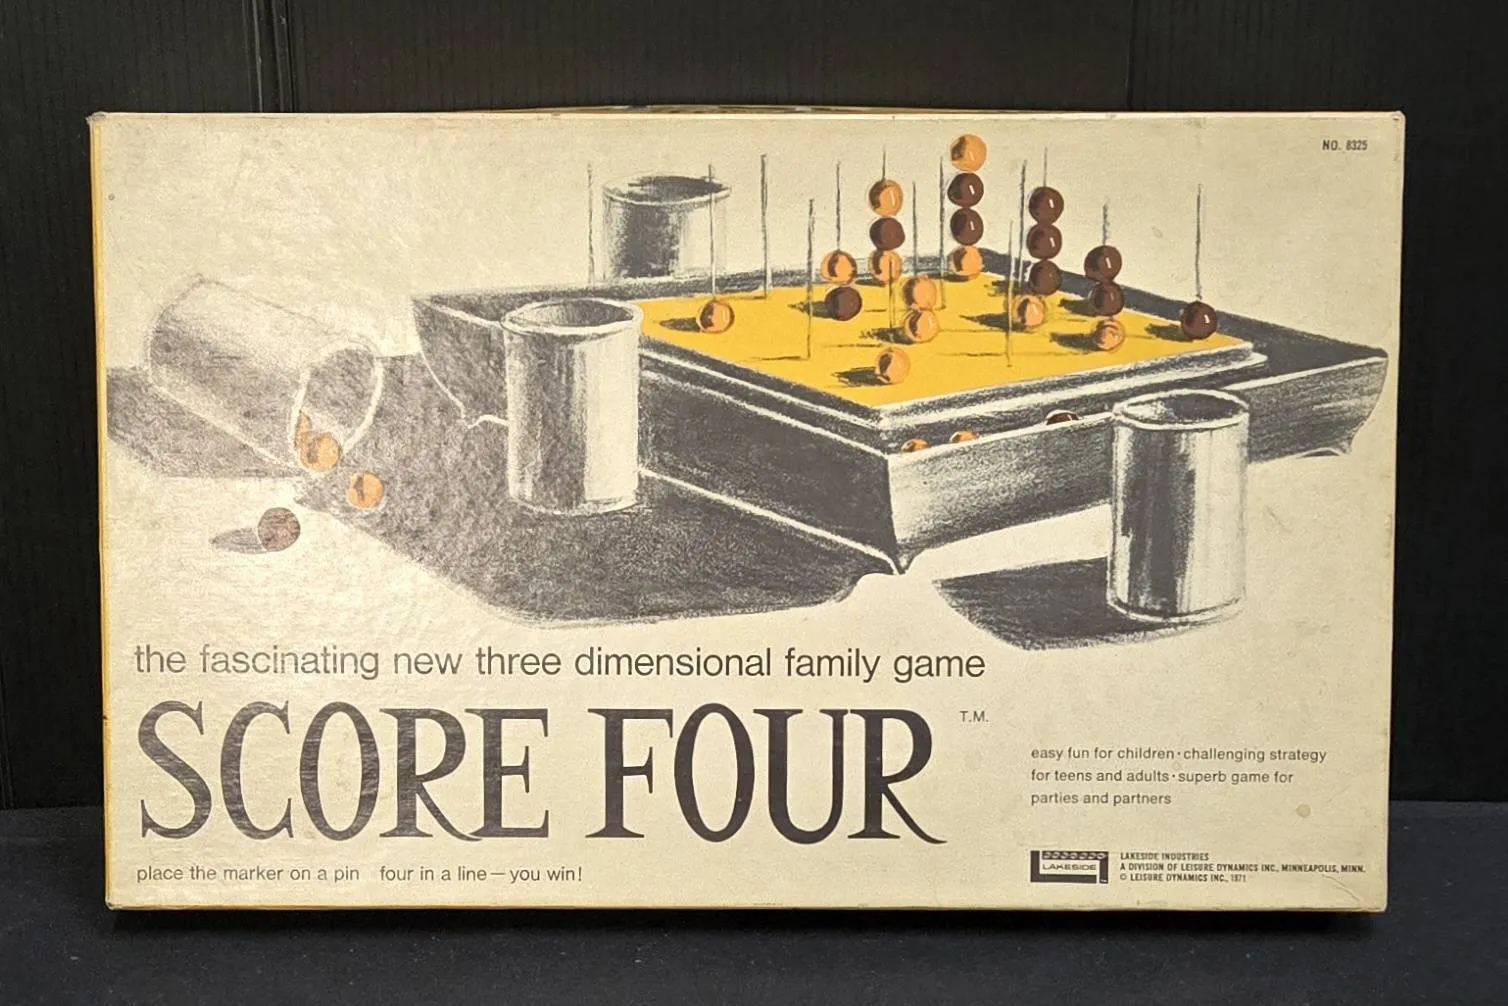 NO. 8325
the fascinating new three dimensional family game
SCORE FOUR T.M.
easy fun for children · challenging strategy
for teens and adults · superb game for
parties and partners
place the marker on a pin four in a line — you win!
LAKESIDE
LAKESIDE INDUSTRIES
A DIVISION OF LEISURE DYNAMICS INC., MINNEAPOLIS, MINN.
© LEISURE DYNAMICS INC., 1971